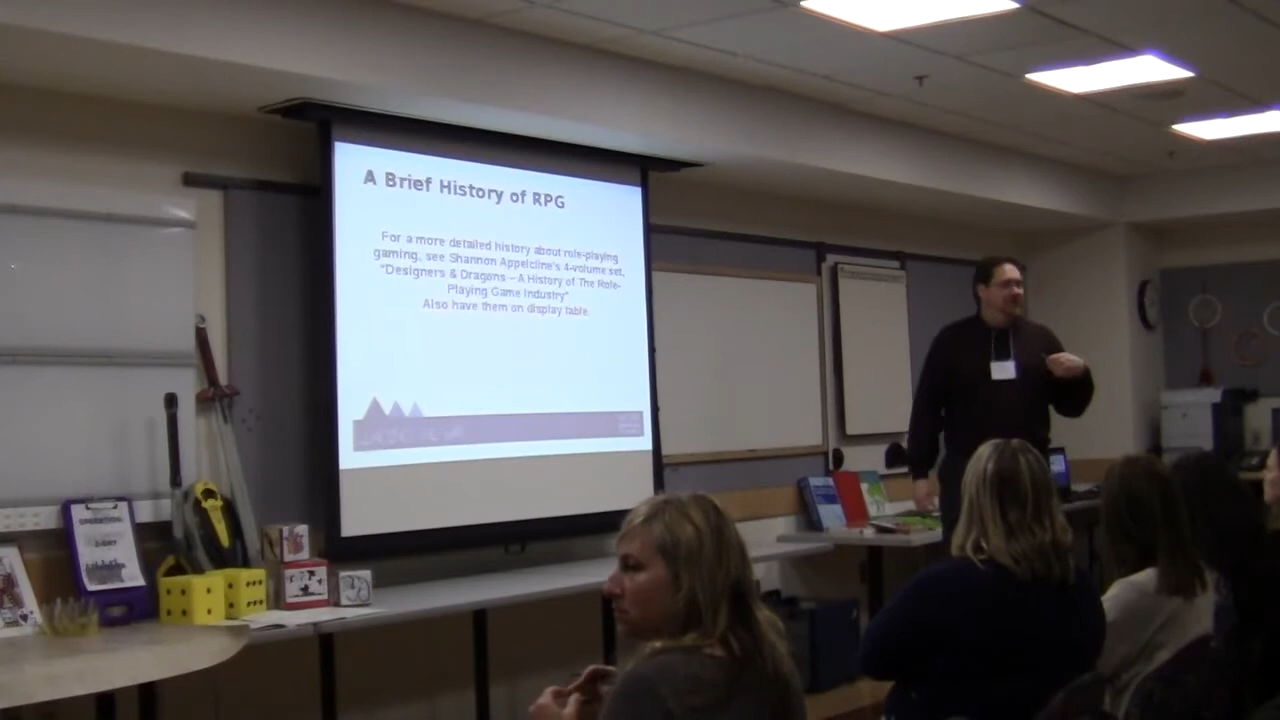 A Brief History of RPG
For a more detailed history about role-playing
gaming, see Shannon Appelcline's 4-volume set,
"Designers & Dragons – A History of The Role-
Playing Game Industry"
Also have them on display table.